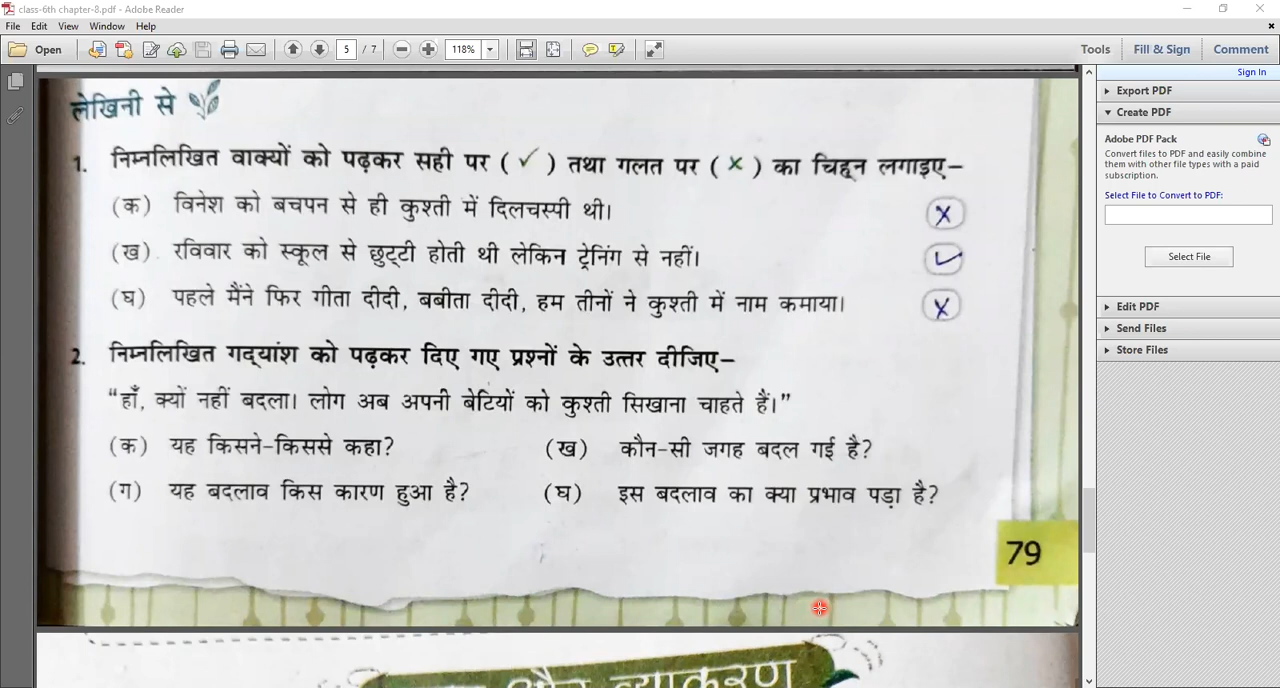 class-6th chapter-8.pdf - Adobe Reader
File Edit View Window Help
Open 5 / 7 118% Tools Fill & Sign Comment
Sign In
Export PDF
Create PDF
Adobe PDF Pack
Convert files to PDF and easily combine
them with other file types with a paid
subscription.
Select File to Convert to PDF:
Select File
Edit PDF
Send Files
Store Files
लेखिनी से
1. निम्नलिखित वाक्यों को पढ़कर सही पर ( ✓ ) तथा गलत पर ( × ) का चिह्न लगाइए–
(क) विनेश को बचपन से ही कुश्ती में दिलचस्पी थी। ×
(ख) रविवार को स्कूल से छुट्टी होती थी लेकिन ट्रेनिंग से नहीं। ✓
(घ) पहले मैंने फिर गीता दीदी, बबीता दीदी, हम तीनों ने कुश्ती में नाम कमाया। ×
2. निम्नलिखित गद्यांश को पढ़कर दिए गए प्रश्नों के उत्तर दीजिए–
“हाँ, क्यों नहीं बदला। लोग अब अपनी बेटियों को कुश्ती सिखाना चाहते हैं।”
(क) यह किसने-किससे कहा? (ख) कौन-सी जगह बदल गई है?
(ग) यह बदलाव किस कारण हुआ है? (घ) इस बदलाव का क्या प्रभाव पड़ा है?
79